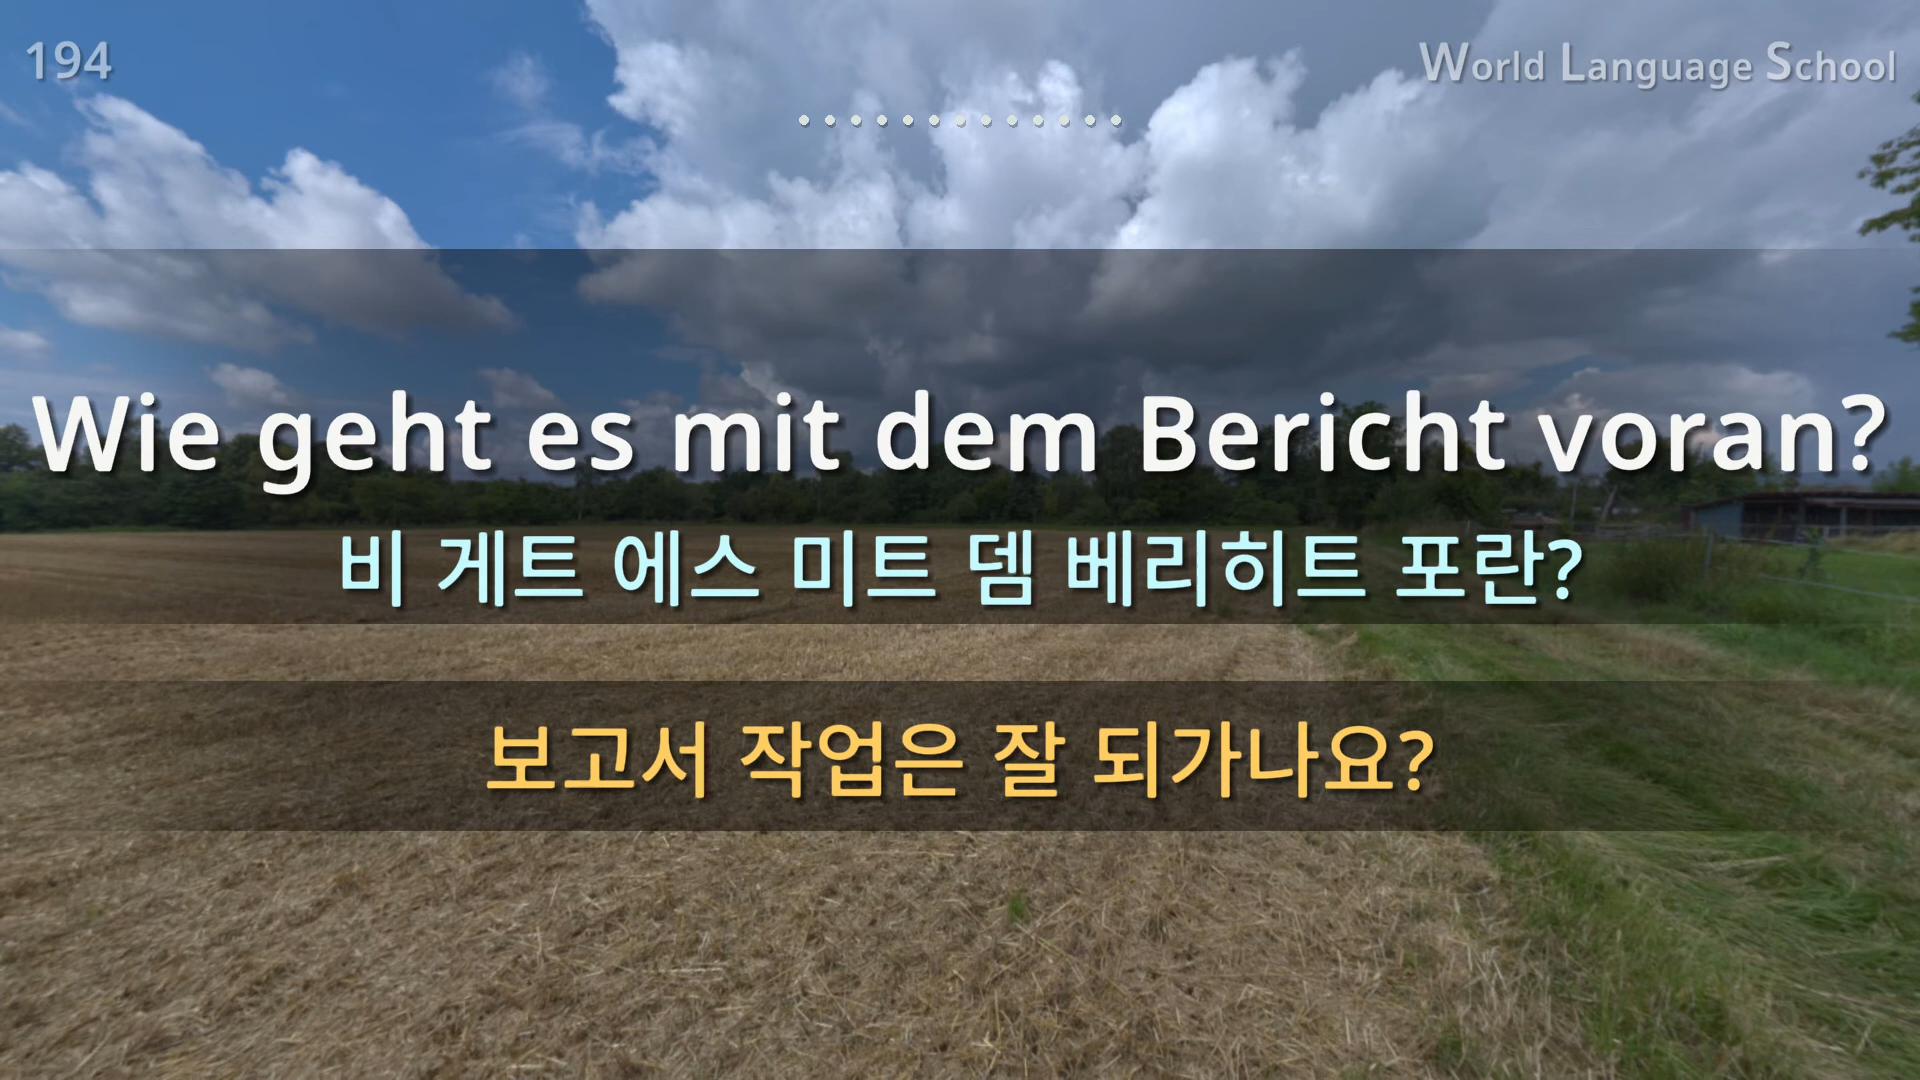 194
World Language School
Wie geht es mit dem Bericht voran?
비 게트 에스 미트 뎀 베리히트 포란?
보고서 작업은 잘 되가나요?